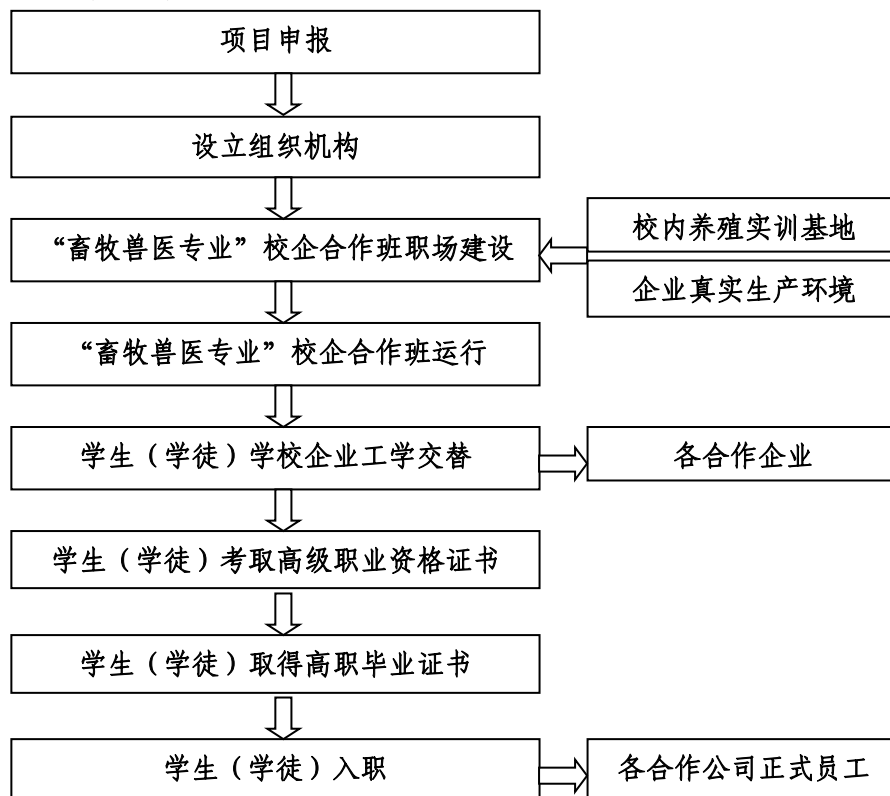 项目申报
设立组织机构
“畜牧兽医专业”校企合作班职场建设
校内养殖实训基地
企业真实生产环境
“畜牧兽医专业”校企合作班运行
学生（学徒）学校企业工学交替
各合作企业
学生（学徒）考取高级职业资格证书
学生（学徒）取得高职毕业证书
学生（学徒）入职
各合作公司正式员工